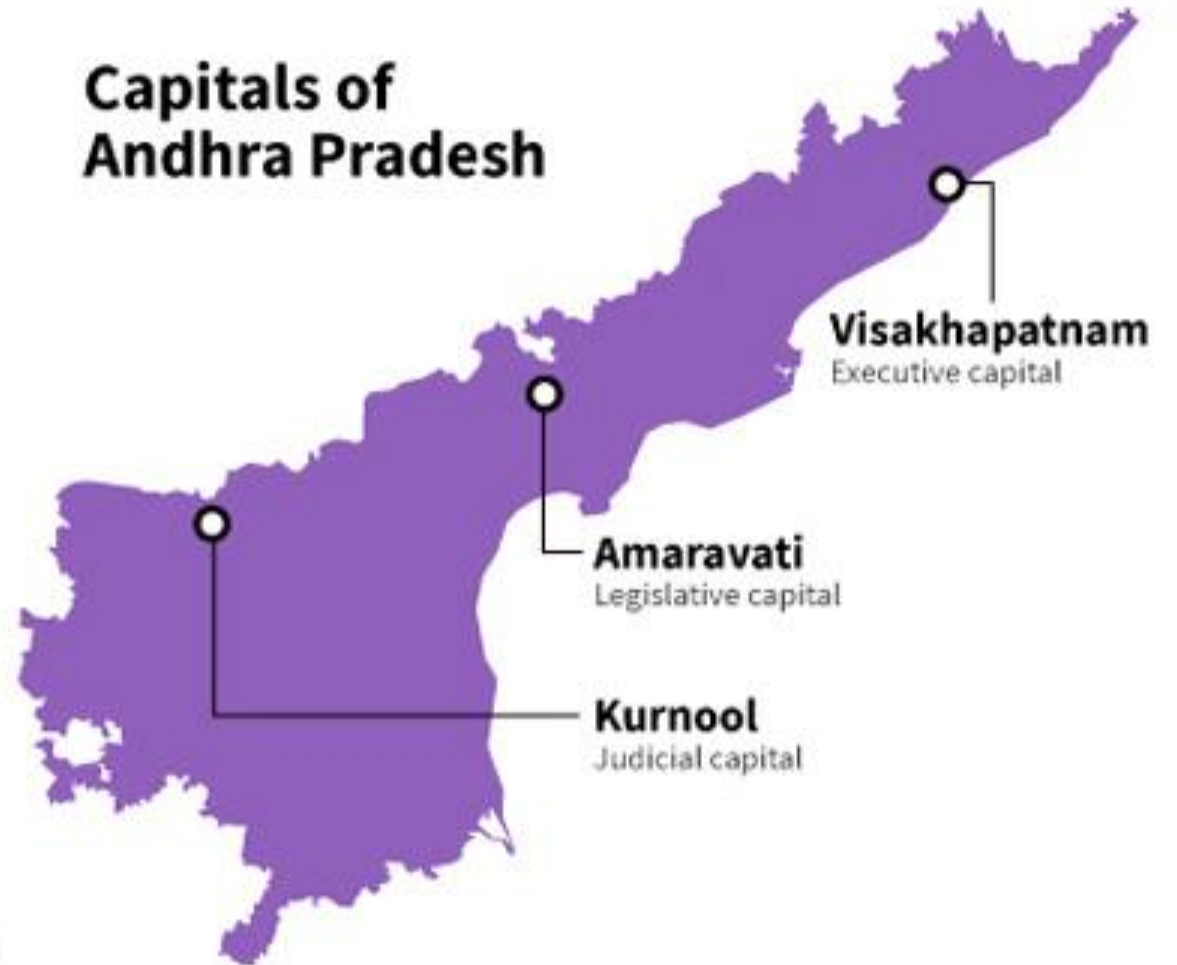 Capitals of
Andhra Pradesh
Visakhapatnam
Executive capital
Amaravati
Legislative capital
Kurnool
Judicial capital